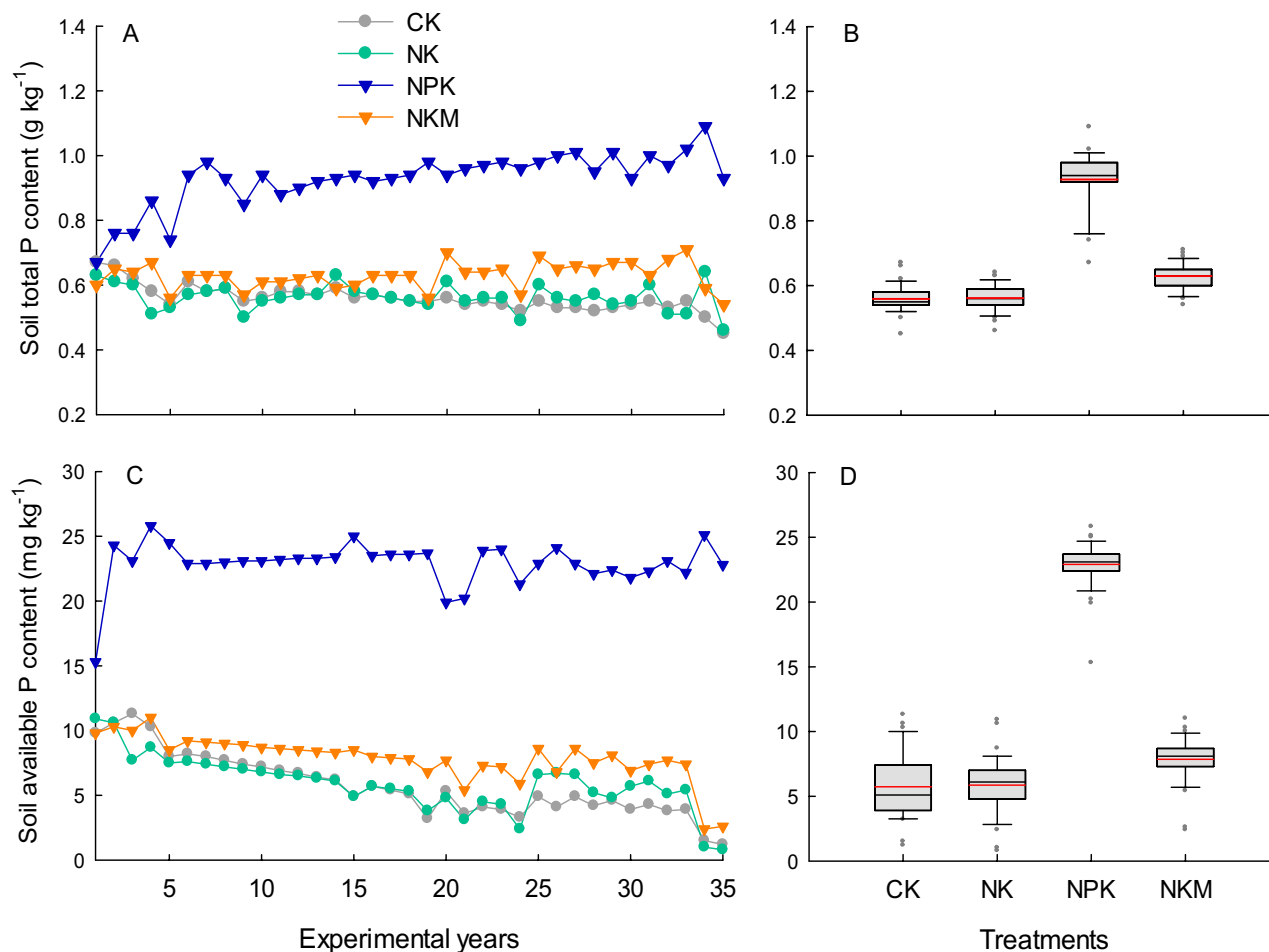 A
CK
NK
NPK
NKM
Soil total P content (g kg⁻¹)
1.4
1.2
1.0
0.8
0.6
0.4
0.2
B
1.4
1.2
1.0
0.8
0.6
0.4
0.2
C
Soil available P content (mg kg⁻¹)
30
25
20
15
10
5
0
5 10 15 20 25 30 35
Experimental years
D
30
25
20
15
10
5
0
CK NK NPK NKM
Treatments